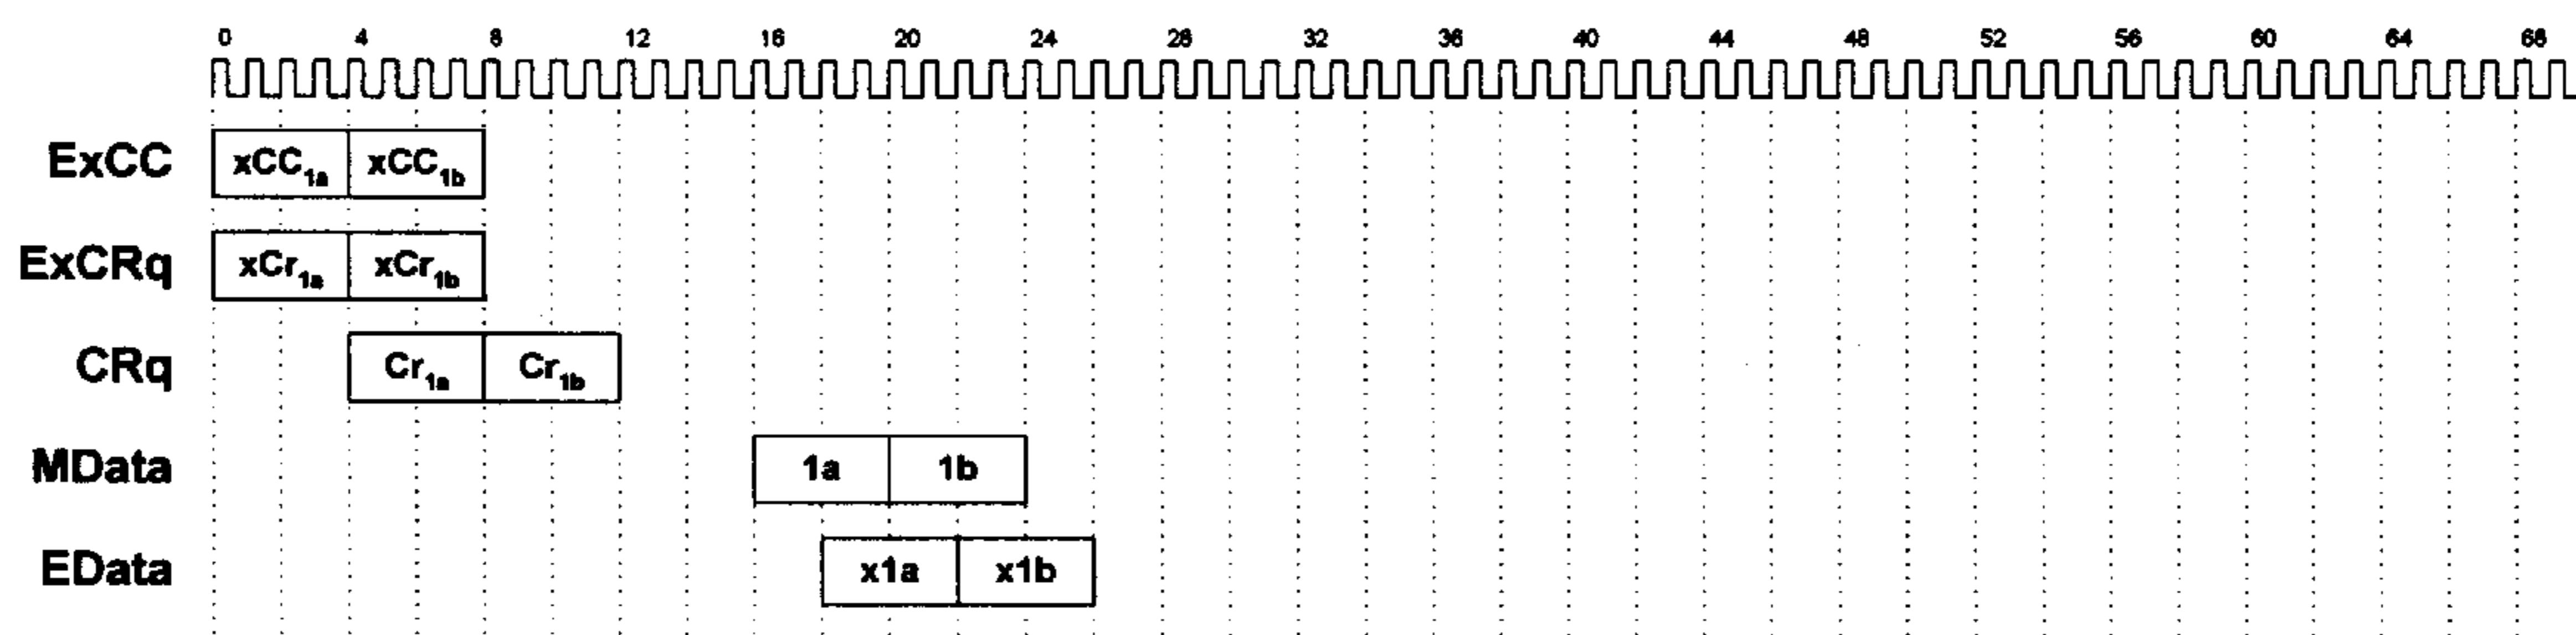 0 4 8 12 16 20 24 28 32 36 40 44 48 52 56 60 64 68
ExCC xCC1a xCC1b
ExCRq xCr1a xCr1b
CRq Cr1a Cr1b
MData 1a 1b
EData x1a x1b